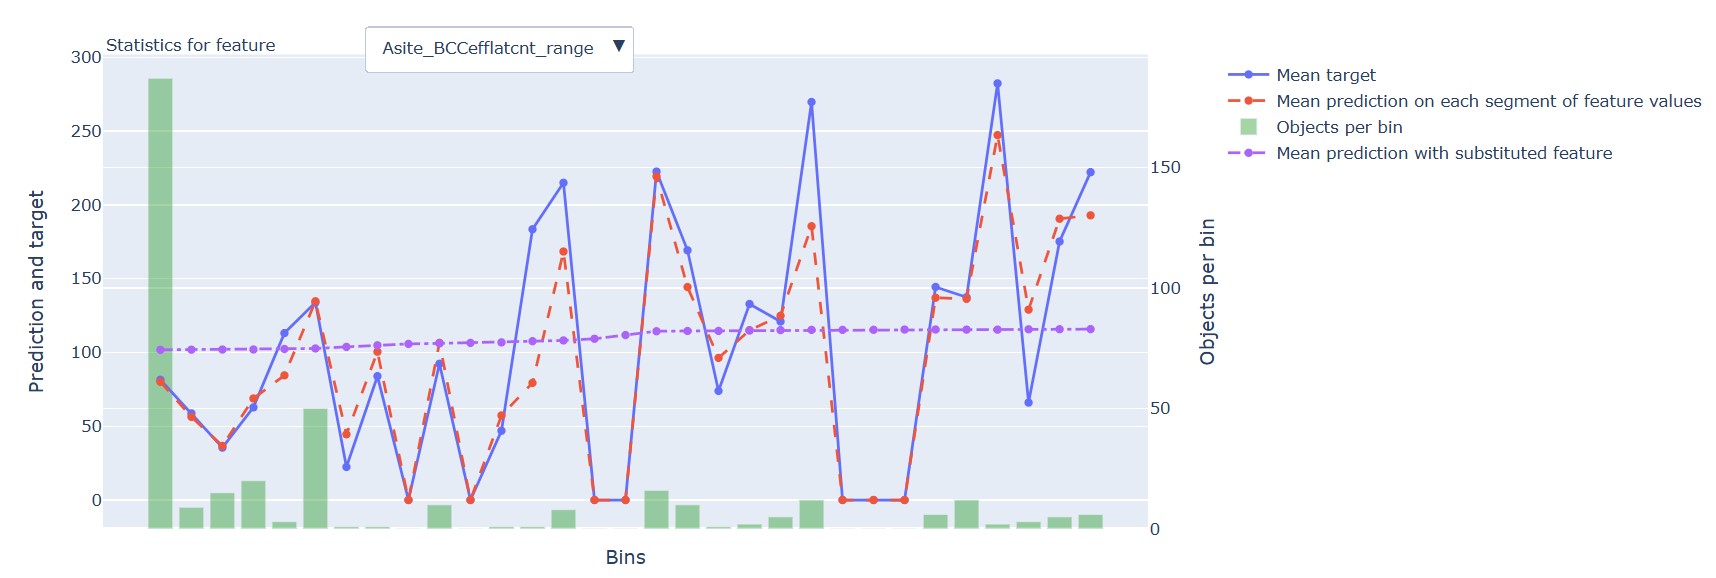 Statistics for feature
Asite_BCCefflatcnt_range ▼
300
250
200
150
100
50
0
Prediction and target
150
100
50
0
Objects per bin
Bins
Mean target
Mean prediction on each segment of feature values
Objects per bin
Mean prediction with substituted feature